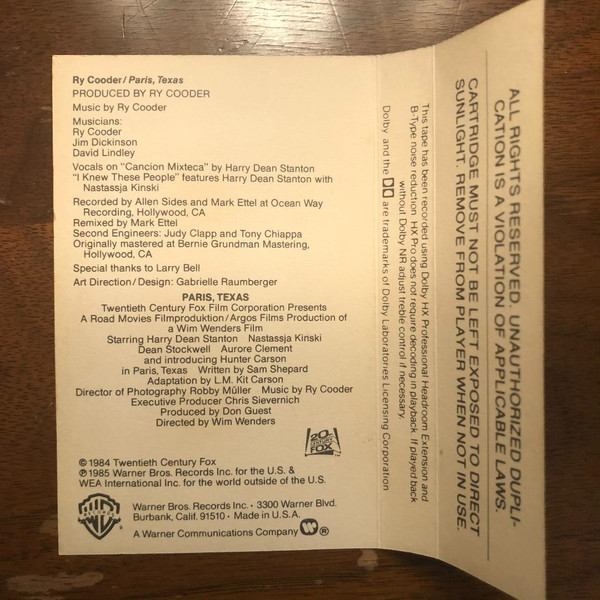 Ry Cooder/Paris, Texas
PRODUCED BY RY COODER
Music by Ry Cooder
Musicians:
Ry Cooder
Jim Dickinson
David Lindley
Vocals on "Cancion Mixteca" by Harry Dean Stanton
"I Knew These People" features Harry Dean Stanton with
Nastassja Kinski
Recorded by Allen Sides and Mark Ettel at Ocean Way
Recording, Hollywood, CA
Remixed by Mark Ettel
Second Engineers: Judy Clapp and Tony Chiappa
Originally mastered at Bernie Grundman Mastering,
Hollywood, CA
Special thanks to Larry Bell
Art Direction/Design: Gabrielle Raumberger
PARIS, TEXAS
Twentieth Century Fox Film Corporation Presents
A Road Movies Filmproduktion/Argos Films Production of
a Wim Wenders Film
Starring Harry Dean Stanton Nastassja Kinski
Dean Stockwell Aurore Clement
and introducing Hunter Carson
in Paris, Texas Written by Sam Shepard
Adaptation by L.M. Kit Carson
Director of Photography Robby Müller Music by Ry Cooder
Executive Producer Chris Sievernich
Produced by Don Guest
Directed by Wim Wenders
20th
CENTURY
FOX
©1984 Twentieth Century Fox
℗1985 Warner Bros. Records Inc. for the U.S. &
WEA International Inc. for the world outside of the U.S.
Warner Bros. Records Inc. • 3300 Warner Blvd.
Burbank, Calif. 91510 • Made in U.S.A.
A Warner Communications Company ®
This tape has been recorded using Dolby HX Professional Headroom Extension and
B-Type noise reduction. HX Pro does not require decoding in playback. If played back
without Dolby NR adjust treble control if necessary.
Dolby and the are trademarks of Dolby Laboratories Licensing Corporation
ALL RIGHTS RESERVED. UNAUTHORIZED DUPLI-
CATION IS A VIOLATION OF APPLICABLE LAWS.
CARTRIDGE MUST NOT BE LEFT EXPOSED TO DIRECT
SUNLIGHT. REMOVE FROM PLAYER WHEN NOT IN USE.